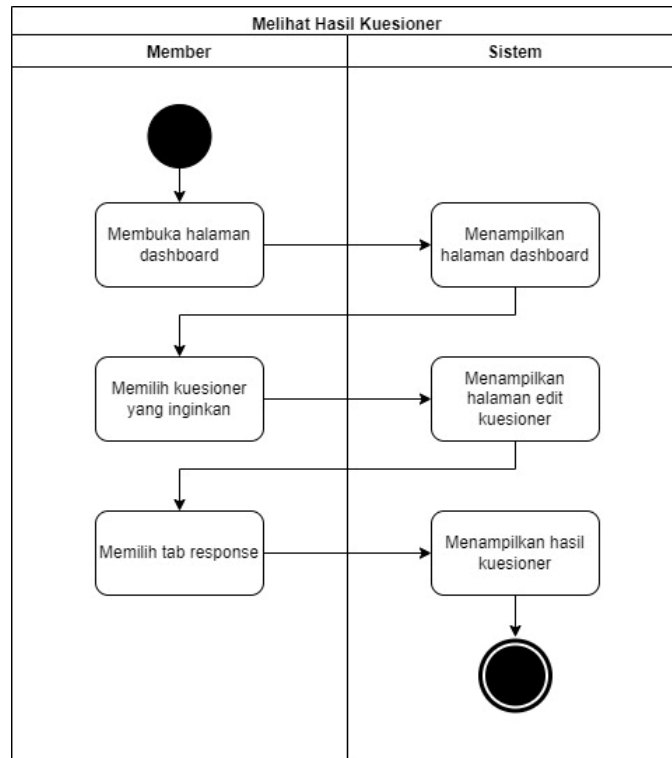 Melihat Hasil Kuesioner
Member
Sistem
Membuka halaman
dashboard
Menampilkan
halaman dashboard
Memilih kuesioner
yang inginkan
Menampilkan
halaman edit
kuesioner
Memilih tab response
Menampilkan hasil
kuesioner